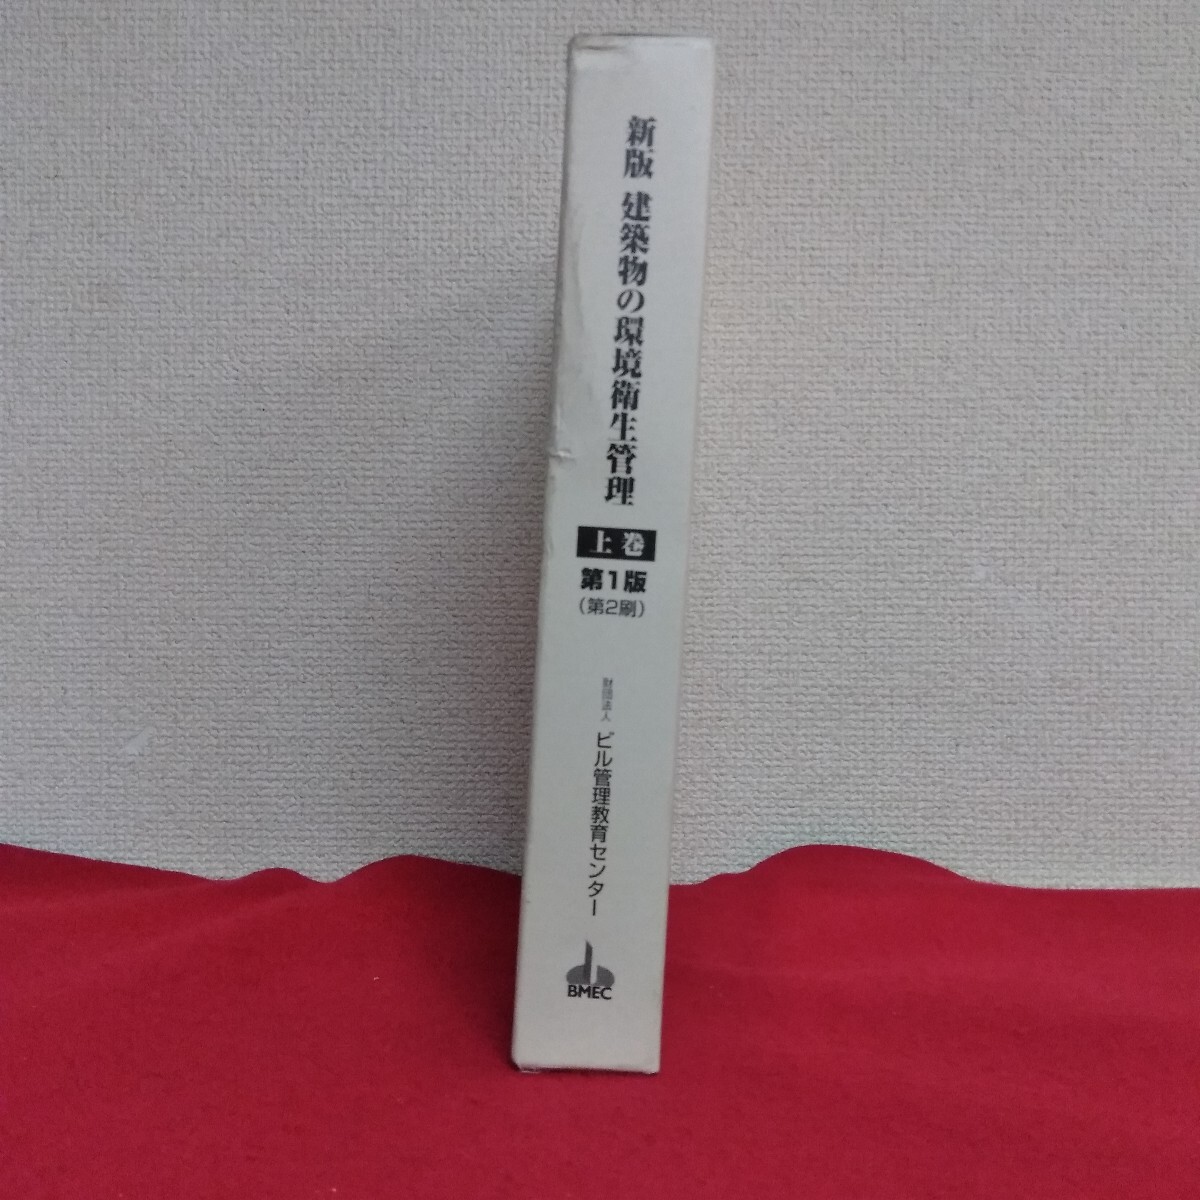 新版 建築物の環境衛生管理
上巻
第1版
(第2刷)
財団法人 ビル管理教育センター
BMEC